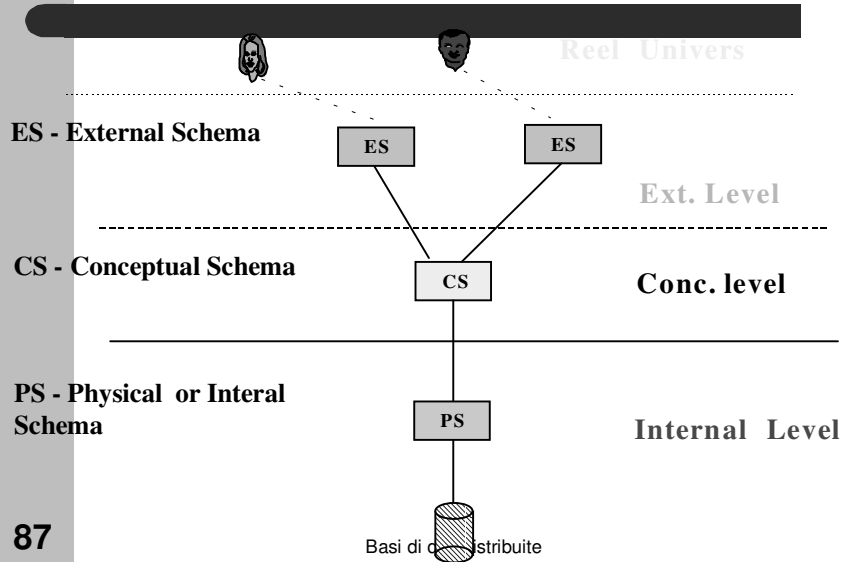 Reel Univers
ES - External Schema
ES
ES
Ext. Level
CS - Conceptual Schema
CS
Conc. level
PS - Physical or Interal
Schema
PS
Internal Level
87
Basi di d istribuite